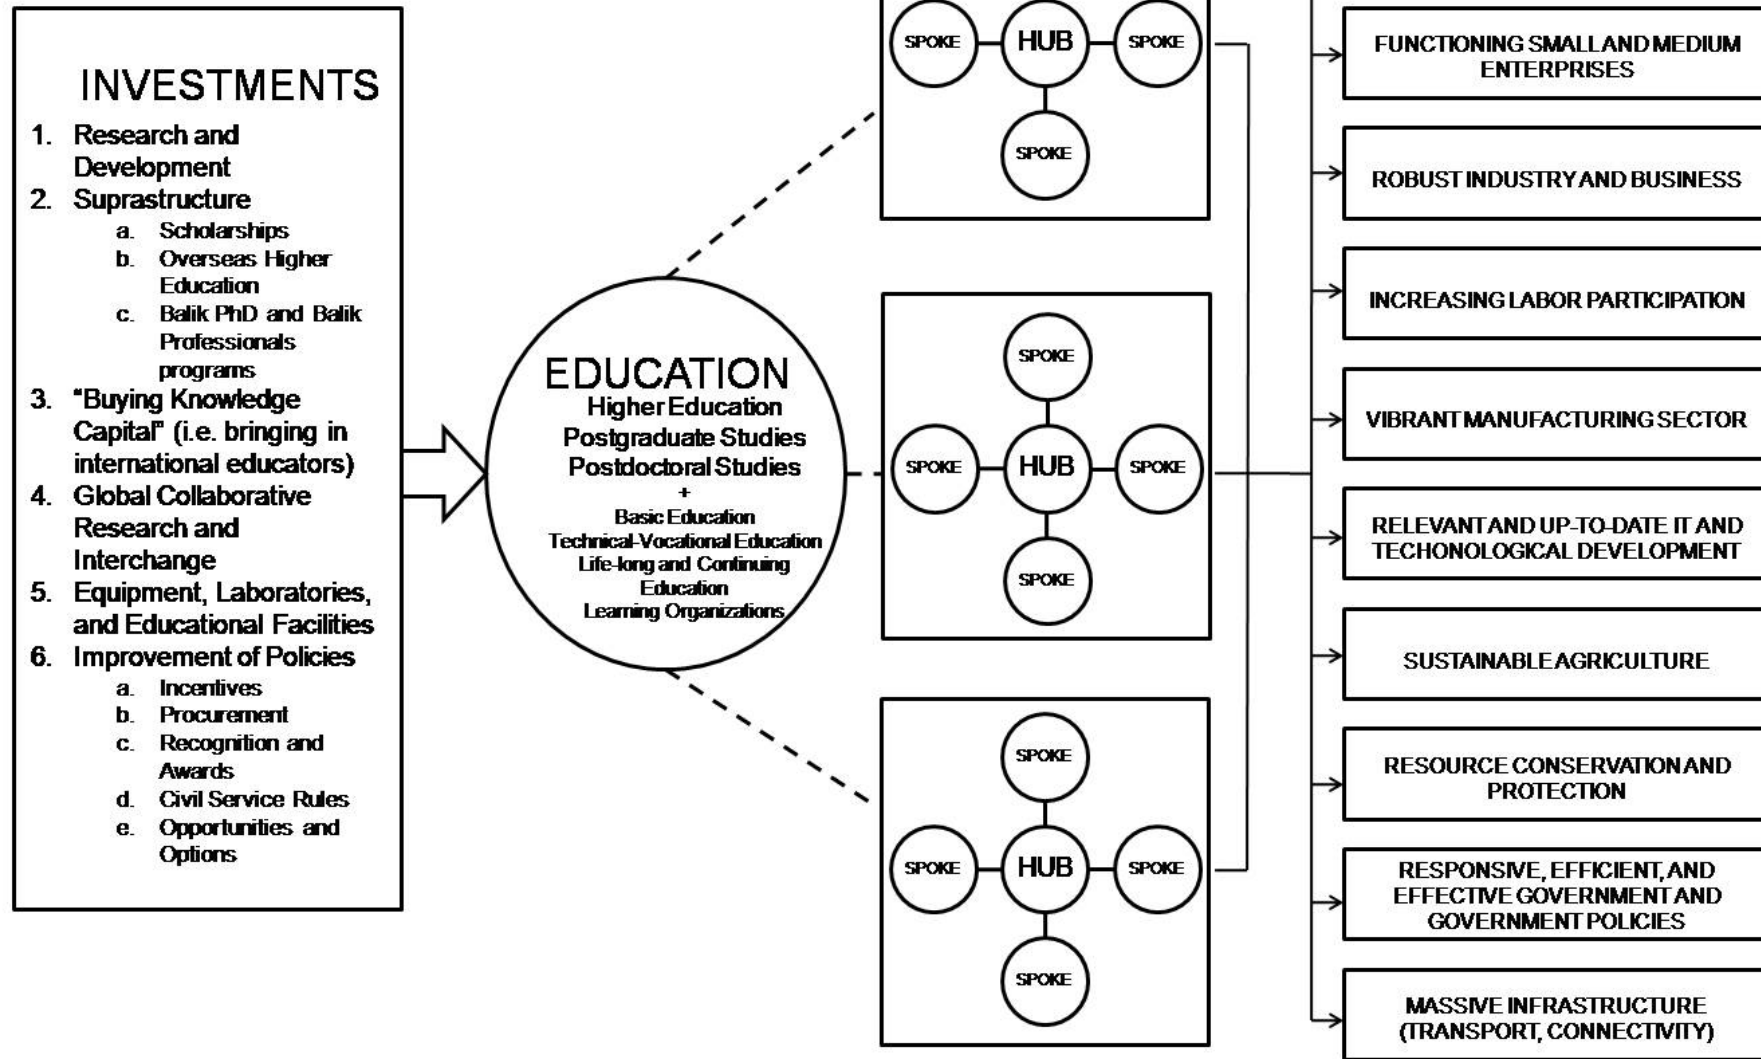 INVESTMENTS
1. Research and
Development
2. Suprastructure
a. Scholarships
b. Overseas Higher
Education
c. Balik PhD and Balik
Professionals
programs
3. "Buying Knowledge
Capital" (i.e. bringing in
international educators)
4. Global Collaborative
Research and
Interchange
5. Equipment, Laboratories,
and Educational Facilities
6. Improvement of Policies
a. Incentives
b. Procurement
c. Recognition and
Awards
d. Civil Service Rules
e. Opportunities and
Options
EDUCATION
Higher Education
Postgraduate Studies
Postdoctoral Studies
+
Basic Education
Technical-Vocational Education
Life-long and Continuing
Education
Learning Organizations
SPOKE HUB SPOKE
SPOKE
SPOKE
SPOKE HUB SPOKE
SPOKE
SPOKE
SPOKE HUB SPOKE
SPOKE
FUNCTIONING SMALL AND MEDIUM
ENTERPRISES
ROBUST INDUSTRY AND BUSINESS
INCREASING LABOR PARTICIPATION
VIBRANT MANUFACTURING SECTOR
RELEVANT AND UP-TO-DATE IT AND
TECHONOLOGICAL DEVELOPMENT
SUSTAINABLE AGRICULTURE
RESOURCE CONSERVATION AND
PROTECTION
RESPONSIVE, EFFICIENT, AND
EFFECTIVE GOVERNMENT AND
GOVERNMENT POLICIES
MASSIVE INFRASTRUCTURE
(TRANSPORT, CONNECTIVITY)